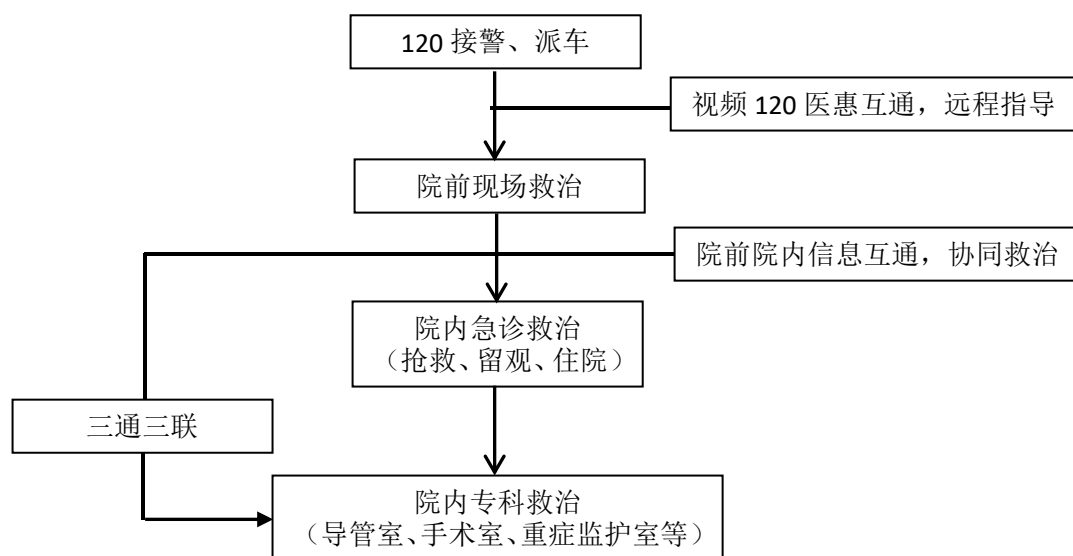 120 接警、派车
视频 120 医惠互通，远程指导
院前现场救治
院前院内信息互通，协同救治
院内急诊救治
（抢救、留观、住院）
三通三联
院内专科救治
（导管室、手术室、重症监护室等）